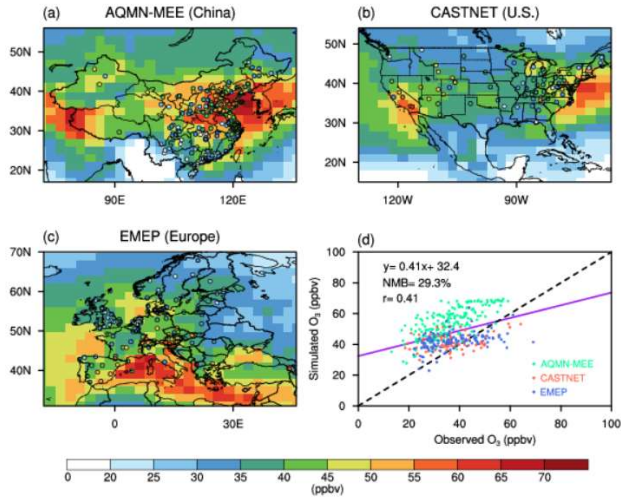 (a) AQMN-MEE (China)
50N
40N
30N
20N
90E 120E
(b) CASTNET (U.S.)
50N
40N
30N
20N
120W 90W
(c) EMEP (Europe)
70N
60N
50N
40N
0 30E
(d)
100
80
60
40
20
0
Simulated O₃ (ppbv)
y= 0.41x+ 32.4
NMB= 29.3%
r= 0.41
AQMN-MEE
CASTNET
EMEP
0 20 40 60 80 100
Observed O₃ (ppbv)
0 20 25 30 35 40 45 50 55 60 65 70
(ppbv)